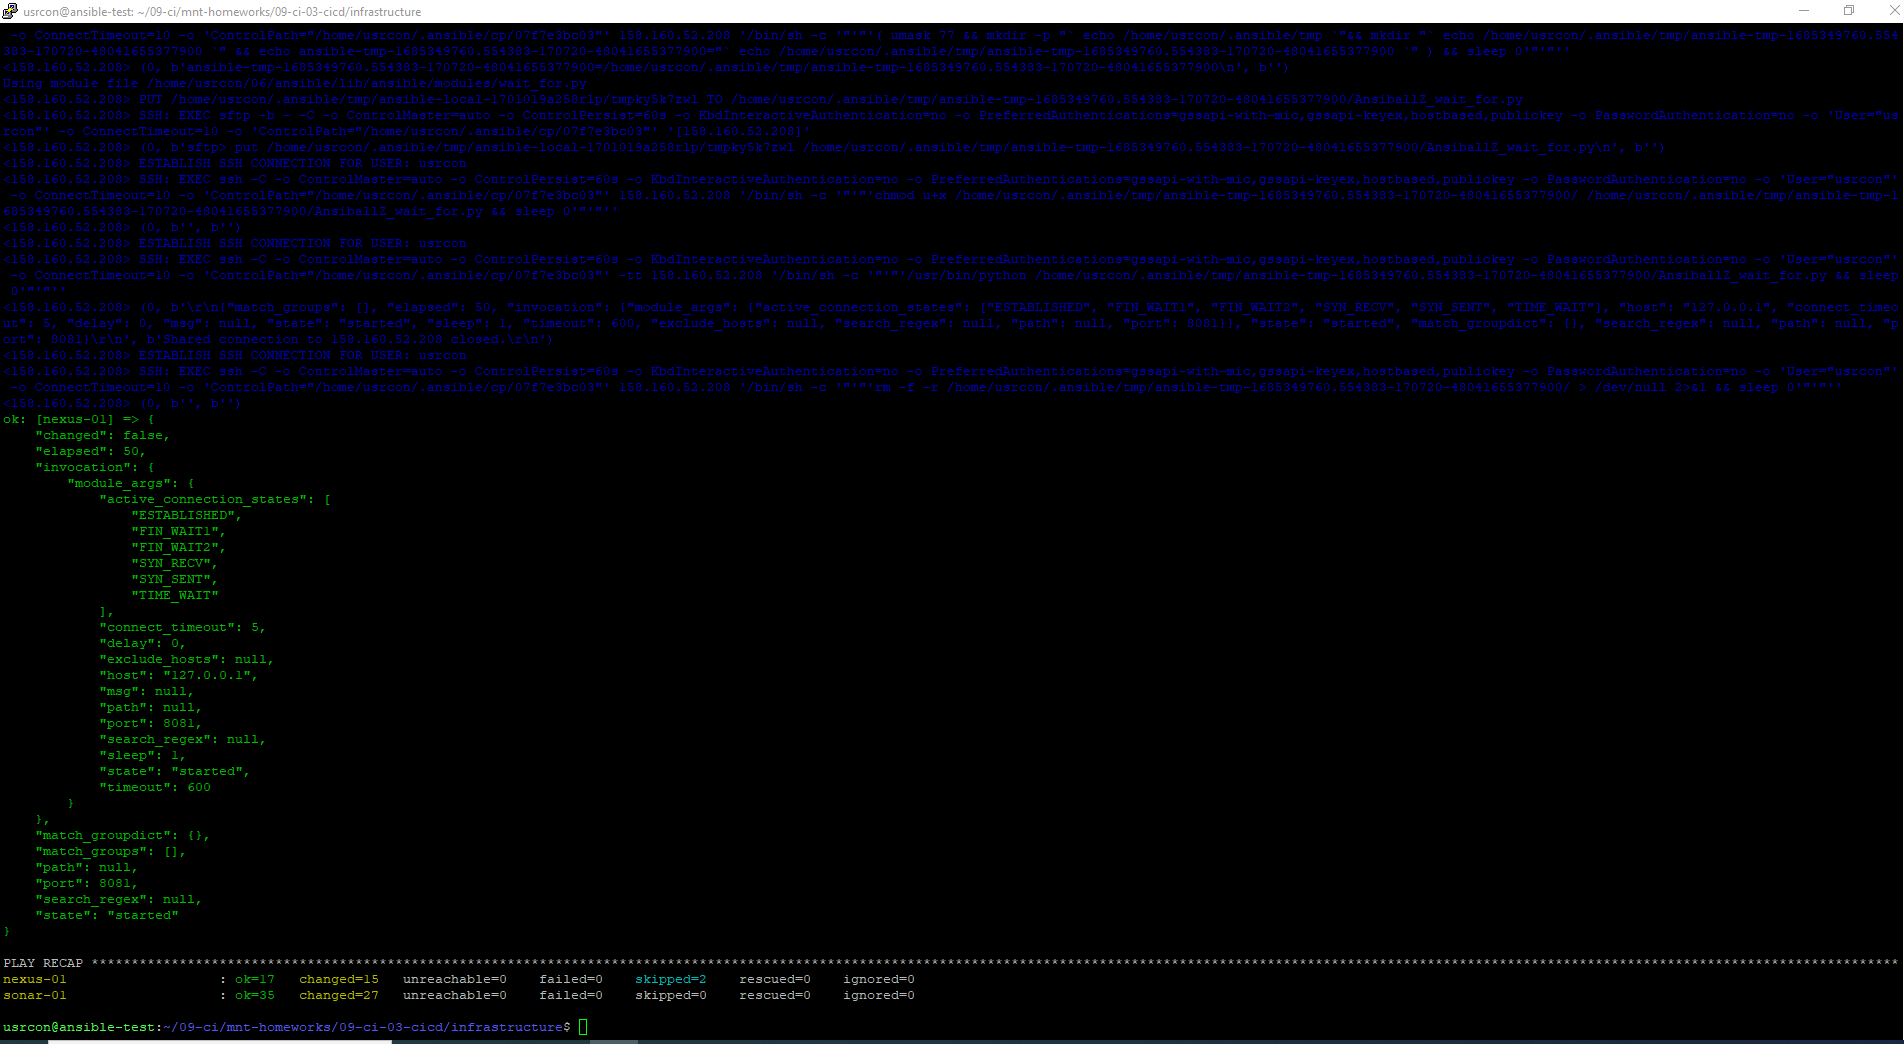 usrcon@ansible-test: ~/09-ci/mnt-homeworks/09-ci-03-cicd/infrastructure
 -o ConnectTimeout=10 -o 'ControlPath="/home/usrcon/.ansible/cp/07f7e3bc03"' 158.160.52.208 '/bin/sh -c '"'"'( umask 77 && mkdir -p "` echo /home/usrcon/.ansible/tmp `"&& mkdir "` echo /home/usrcon/.ansible/tmp/ansible-tmp-1685349760.554
383-170720-48041655377900 `" && echo ansible-tmp-1685349760.554383-170720-48041655377900="` echo /home/usrcon/.ansible/tmp/ansible-tmp-1685349760.554383-170720-48041655377900 `" ) && sleep 0'"'"''
<158.160.52.208> (0, b'ansible-tmp-1685349760.554383-170720-48041655377900=/home/usrcon/.ansible/tmp/ansible-tmp-1685349760.554383-170720-48041655377900\n', b'')
Using module file /home/usrcon/06/ansible/lib/ansible/modules/wait_for.py
<158.160.52.208> PUT /home/usrcon/.ansible/tmp/ansible-local-1701019a258rlp/tmpky5k7rwl TO /home/usrcon/.ansible/tmp/ansible-tmp-1685349760.554383-170720-48041655377900/AnsiballZ_wait_for.py
<158.160.52.208> SSH: EXEC sftp -b - -C -o ControlMaster=auto -o ControlPersist=60s -o KbdInteractiveAuthentication=no -o PreferredAuthentications=gssapi-with-mic,gssapi-keyex,hostbased,publickey -o PasswordAuthentication=no -o 'User="us
rcon"' -o ConnectTimeout=10 -o 'ControlPath="/home/usrcon/.ansible/cp/07f7e3bc03"' '[158.160.52.208]'
<158.160.52.208> (0, b'sftp> put /home/usrcon/.ansible/tmp/ansible-local-1701019a258rlp/tmpky5k7rwl /home/usrcon/.ansible/tmp/ansible-tmp-1685349760.554383-170720-48041655377900/AnsiballZ_wait_for.py\n', b'')
<158.160.52.208> ESTABLISH SSH CONNECTION FOR USER: usrcon
<158.160.52.208> SSH: EXEC ssh -C -o ControlMaster=auto -o ControlPersist=60s -o KbdInteractiveAuthentication=no -o PreferredAuthentications=gssapi-with-mic,gssapi-keyex,hostbased,publickey -o PasswordAuthentication=no -o 'User="usrcon"'
 -o ConnectTimeout=10 -o 'ControlPath="/home/usrcon/.ansible/cp/07f7e3bc03"' 158.160.52.208 '/bin/sh -c '"'"'chmod u+x /home/usrcon/.ansible/tmp/ansible-tmp-1685349760.554383-170720-48041655377900/ /home/usrcon/.ansible/tmp/ansible-tmp-1
685349760.554383-170720-48041655377900/AnsiballZ_wait_for.py && sleep 0'"'"''
<158.160.52.208> (0, b'', b'')
<158.160.52.208> ESTABLISH SSH CONNECTION FOR USER: usrcon
<158.160.52.208> SSH: EXEC ssh -C -o ControlMaster=auto -o ControlPersist=60s -o KbdInteractiveAuthentication=no -o PreferredAuthentications=gssapi-with-mic,gssapi-keyex,hostbased,publickey -o PasswordAuthentication=no -o 'User="usrcon"'
 -o ConnectTimeout=10 -o 'ControlPath="/home/usrcon/.ansible/cp/07f7e3bc03"' -tt 158.160.52.208 '/bin/sh -c '"'"'/usr/bin/python /home/usrcon/.ansible/tmp/ansible-tmp-1685349760.554383-170720-48041655377900/AnsiballZ_wait_for.py && sleep
 0'"'"''
<158.160.52.208> (0, b'\r\n{"match_groups": [], "elapsed": 50, "invocation": {"module_args": {"active_connection_states": ["ESTABLISHED", "FIN_WAIT1", "FIN_WAIT2", "SYN_RECV", "SYN_SENT", "TIME_WAIT"], "host": "127.0.0.1", "connect_timeo
ut": 5, "delay": 0, "msg": null, "state": "started", "sleep": 1, "timeout": 600, "exclude_hosts": null, "search_regex": null, "path": null, "port": 8081}}, "state": "started", "match_groupdict": {}, "search_regex": null, "path": null, "p
ort": 8081}\r\n', b'Shared connection to 158.160.52.208 closed.\r\n')
<158.160.52.208> ESTABLISH SSH CONNECTION FOR USER: usrcon
<158.160.52.208> SSH: EXEC ssh -C -o ControlMaster=auto -o ControlPersist=60s -o KbdInteractiveAuthentication=no -o PreferredAuthentications=gssapi-with-mic,gssapi-keyex,hostbased,publickey -o PasswordAuthentication=no -o 'User="usrcon"'
 -o ConnectTimeout=10 -o 'ControlPath="/home/usrcon/.ansible/cp/07f7e3bc03"' 158.160.52.208 '/bin/sh -c '"'"'rm -f -r /home/usrcon/.ansible/tmp/ansible-tmp-1685349760.554383-170720-48041655377900/ > /dev/null 2>&1 && sleep 0'"'"''
<158.160.52.208> (0, b'', b'')
ok: [nexus-01] => {
    "changed": false,
    "elapsed": 50,
    "invocation": {
        "module_args": {
            "active_connection_states": [
                "ESTABLISHED",
                "FIN_WAIT1",
                "FIN_WAIT2",
                "SYN_RECV",
                "SYN_SENT",
                "TIME_WAIT"
            ],
            "connect_timeout": 5,
            "delay": 0,
            "exclude_hosts": null,
            "host": "127.0.0.1",
            "msg": null,
            "path": null,
            "port": 8081,
            "search_regex": null,
            "sleep": 1,
            "state": "started",
            "timeout": 600
        }
    },
    "match_groupdict": {},
    "match_groups": [],
    "path": null,
    "port": 8081,
    "search_regex": null,
    "state": "started"
}
PLAY RECAP *********************************************************************************************************************************************************************************************************************************
nexus-01                   : ok=17   changed=15   unreachable=0    failed=0    skipped=2    rescued=0    ignored=0
sonar-01                   : ok=35   changed=27   unreachable=0    failed=0    skipped=0    rescued=0    ignored=0
usrcon@ansible-test:~/09-ci/mnt-homeworks/09-ci-03-cicd/infrastructure$